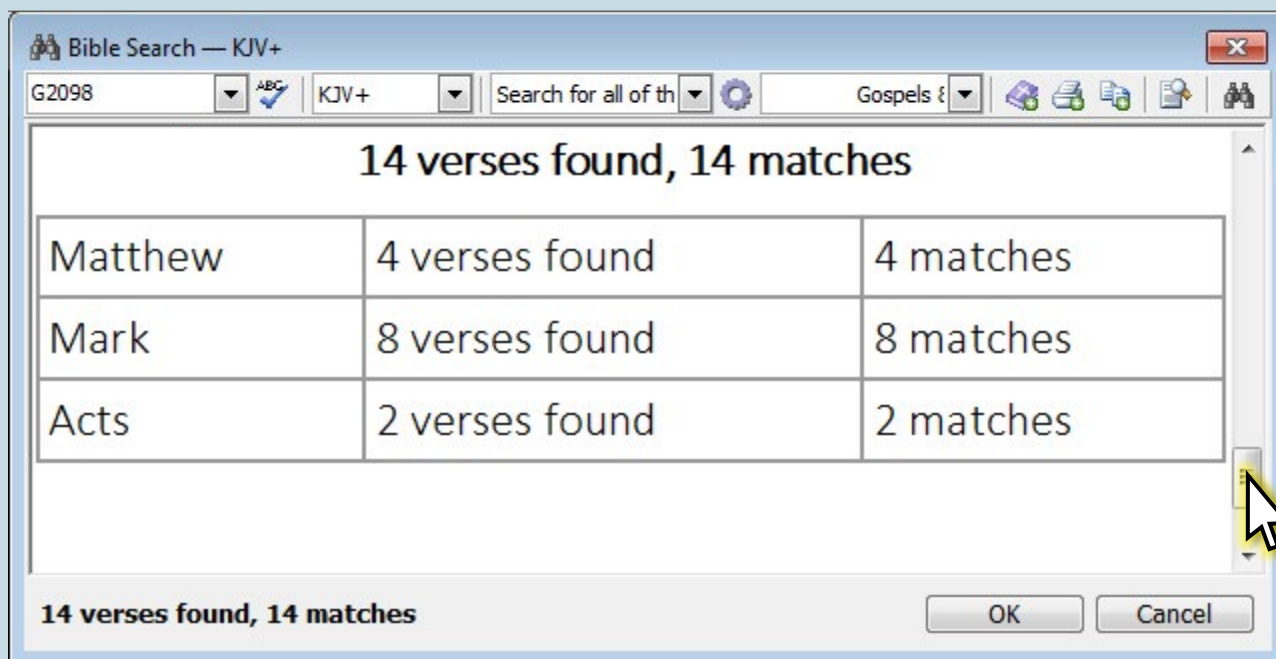 Bible Search — KJV+
G2098 ABC KJV+ Search for all of th Gospels &
14 verses found, 14 matches
Matthew 4 verses found 4 matches
Mark 8 verses found 8 matches
Acts 2 verses found 2 matches
14 verses found, 14 matches OK Cancel